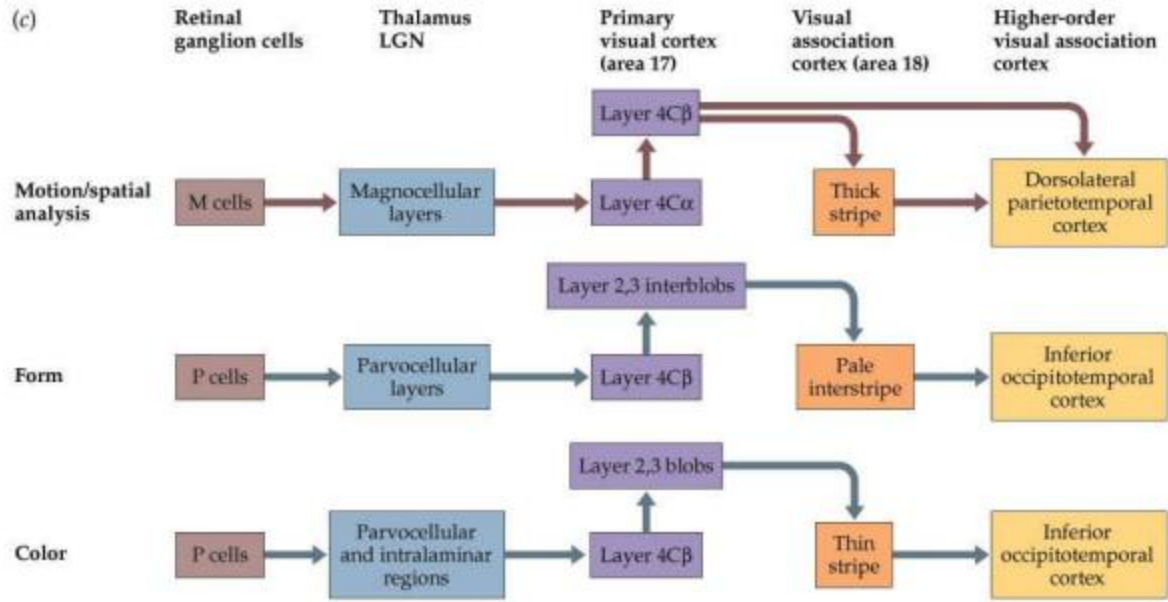 (c)
Retinal
ganglion cells
Thalamus
LGN
Primary
visual cortex
(area 17)
Visual
association
cortex (area 18)
Higher-order
visual association
cortex
Layer 4Cβ
Motion/spatial
analysis
M cells
Magnocellular
layers
Layer 4Cα
Thick
stripe
Dorsolateral
parietotemporal
cortex
Layer 2,3 interblobs
Form
P cells
Parvocellular
layers
Layer 4Cβ
Pale
interstripe
Inferior
occipitotemporal
cortex
Layer 2,3 blobs
Color
P cells
Parvocellular
and intralaminar
regions
Layer 4Cβ
Thin
stripe
Inferior
occipitotemporal
cortex